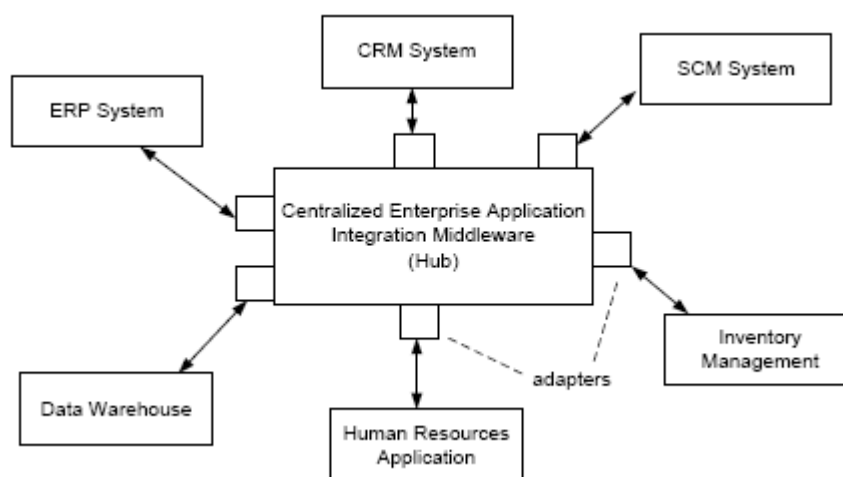 CRM System
SCM System
ERP System
Centralized Enterprise Application
Integration Middleware
(Hub)
Inventory
Management
adapters
Data Warehouse
Human Resources
Application